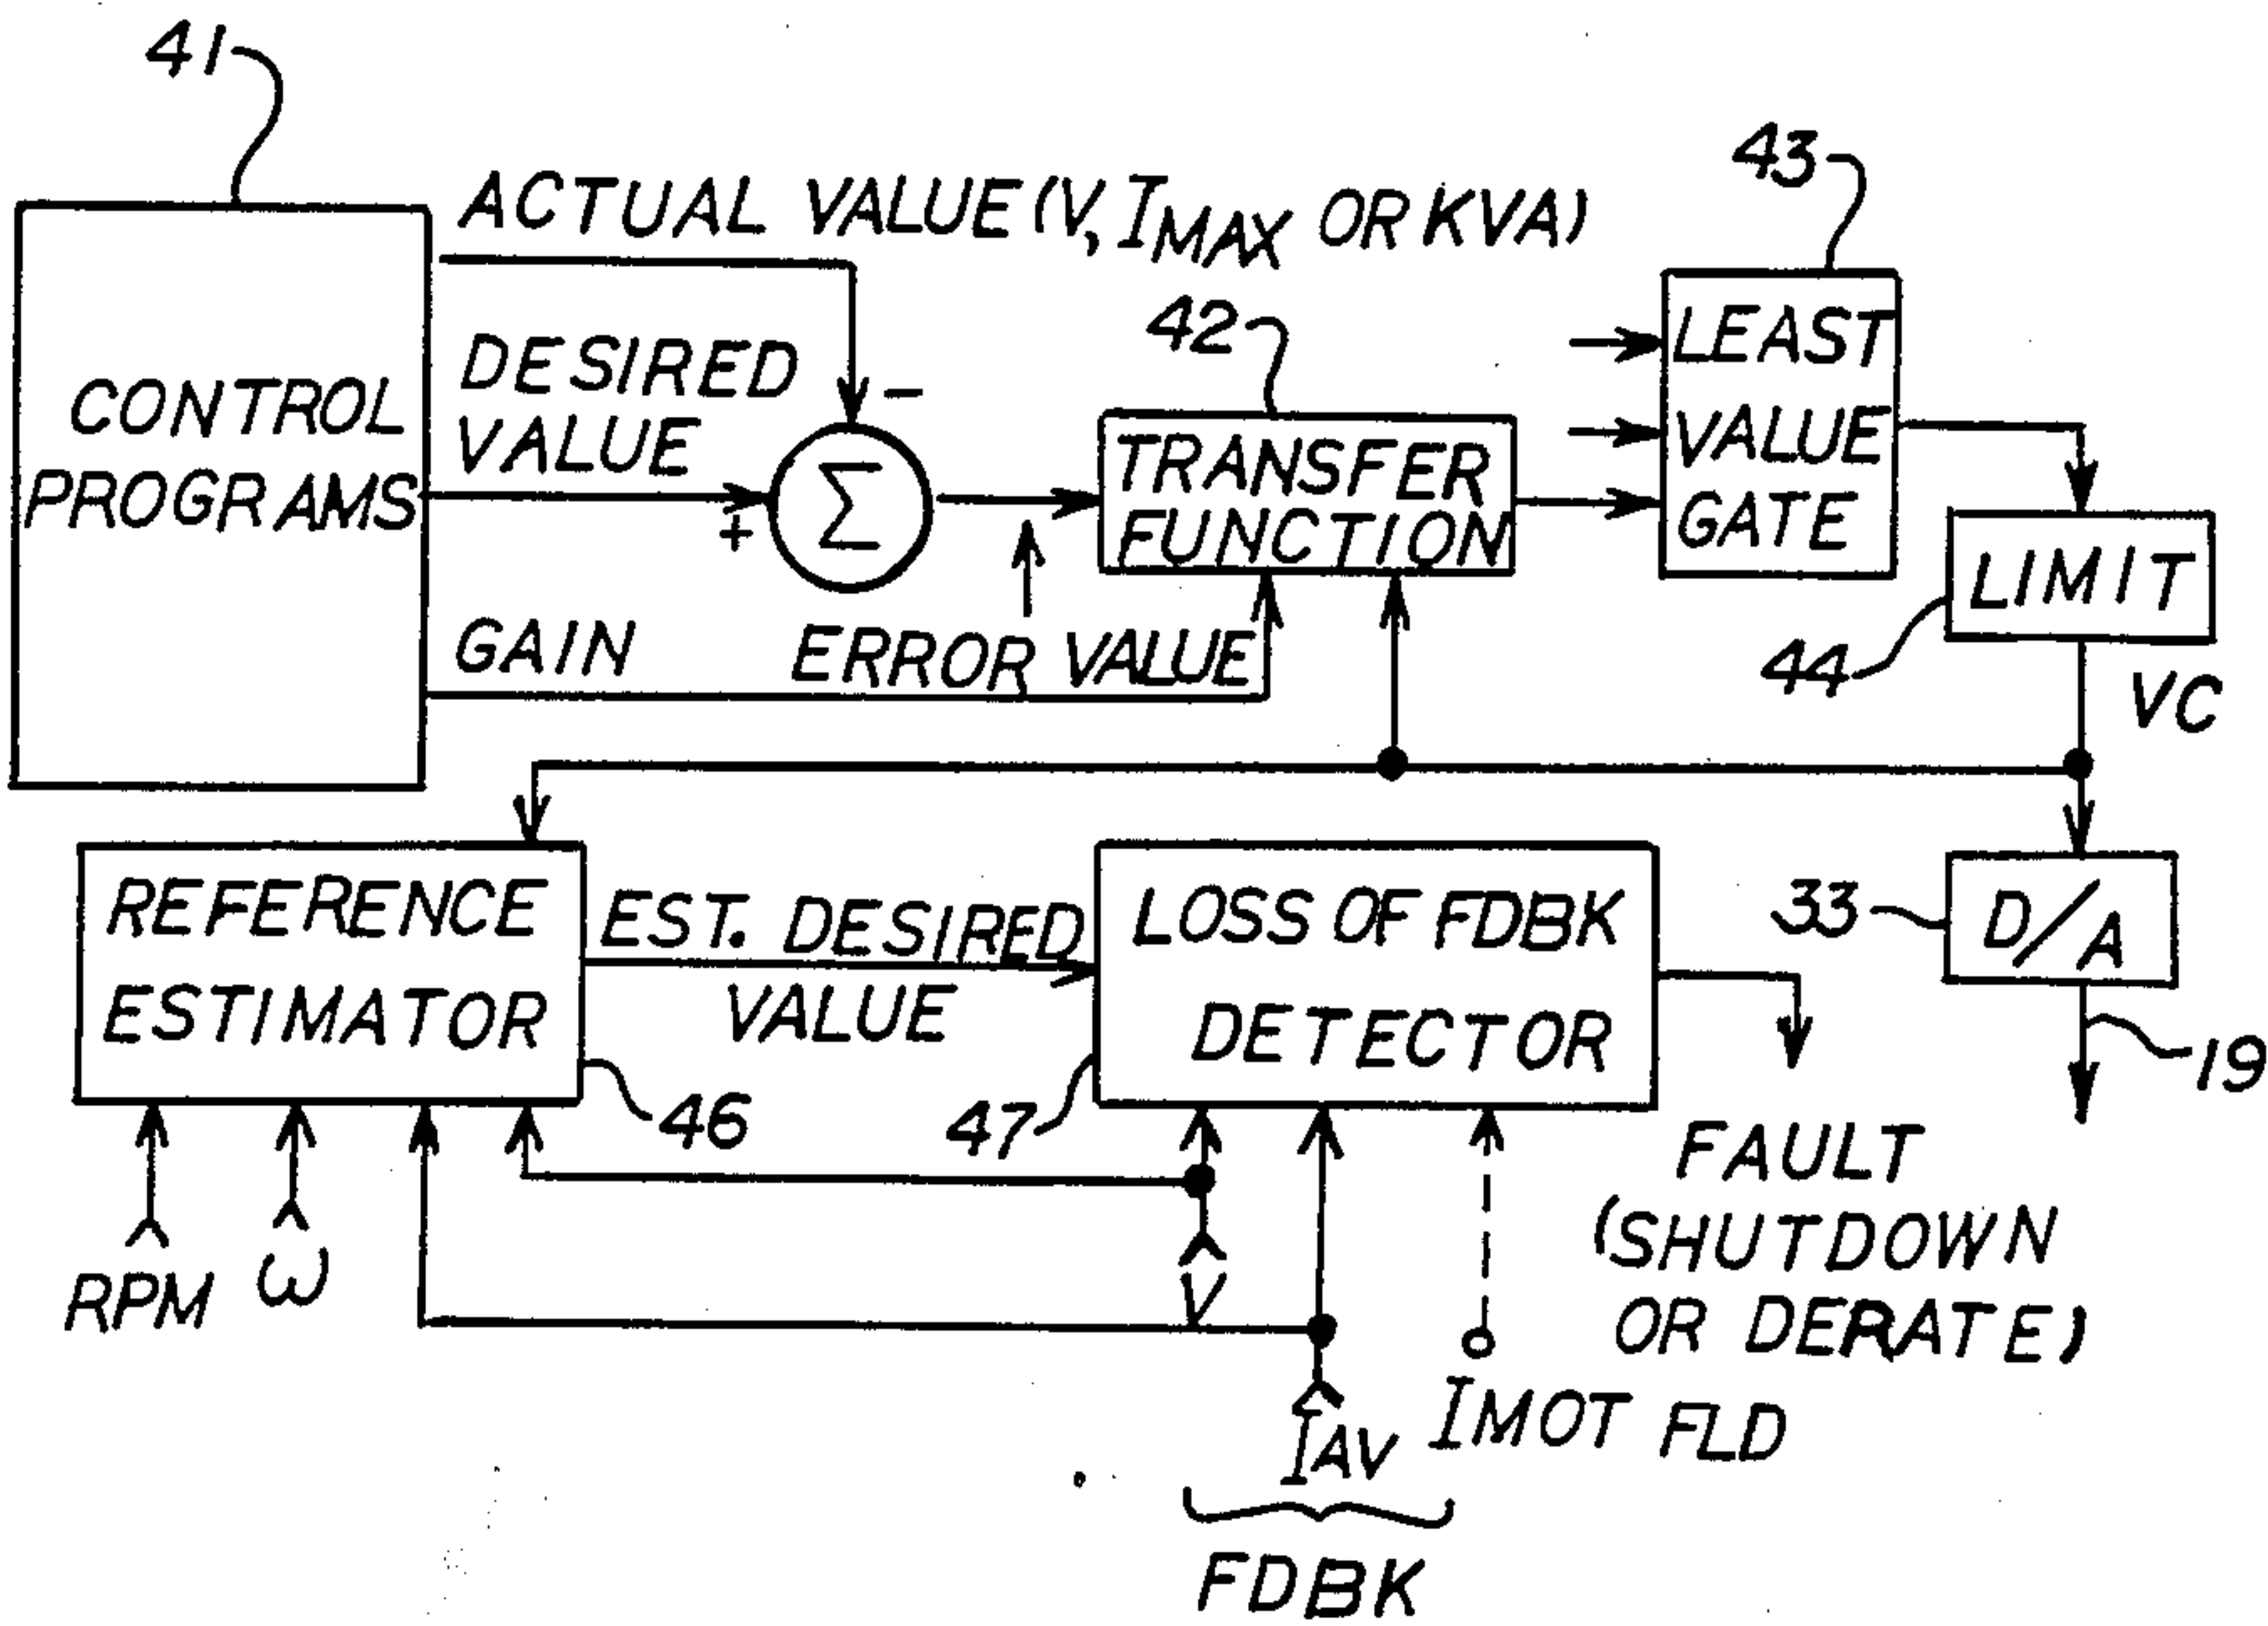 41
ACTUAL VALUE (V, IMAX OR KVA)
43
CONTROL
PROGRAMS
DESIRED
VALUE
-
+
Σ
42
TRANSFER
FUNCTION
LEAST
VALUE
GATE
LIMIT
44
VC
GAIN
ERROR VALUE
REFERENCE
ESTIMATOR
46
EST. DESIRED
VALUE
LOSS OF FDBK
DETECTOR
47
33
D/A
19
RPM
ω
V
IAV
IMOT FLD
FDBK
FAULT
(SHUTDOWN
OR DERATE)